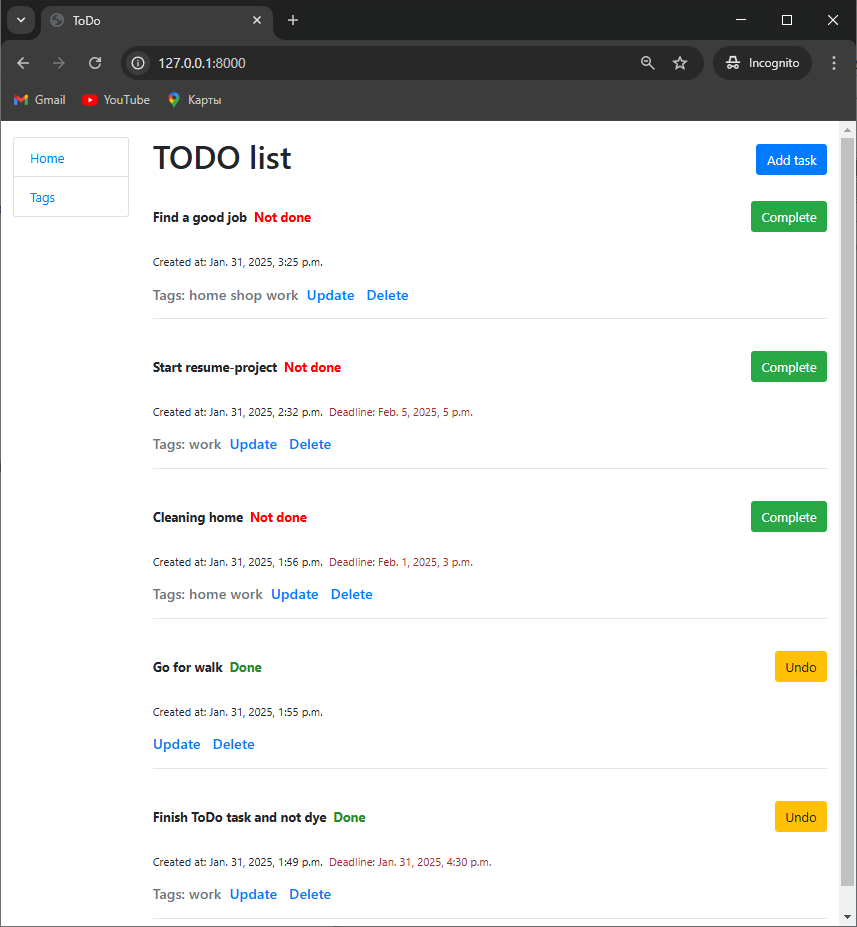 ToDo
127.0.0.1:8000
Incognito
Gmail YouTube Карты
Home
Tags
TODO list
Add task
Find a good job Not done
Complete
Created at: Jan. 31, 2025, 3:25 p.m.
Tags: home shop work Update Delete
Start resume-project Not done
Complete
Created at: Jan. 31, 2025, 2:32 p.m. Deadline: Feb. 5, 2025, 5 p.m.
Tags: work Update Delete
Cleaning home Not done
Complete
Created at: Jan. 31, 2025, 1:56 p.m. Deadline: Feb. 1, 2025, 3 p.m.
Tags: home work Update Delete
Go for walk Done
Undo
Created at: Jan. 31, 2025, 1:55 p.m.
Update Delete
Finish ToDo task and not dye Done
Undo
Created at: Jan. 31, 2025, 1:49 p.m. Deadline: Jan. 31, 2025, 4:30 p.m.
Tags: work Update Delete